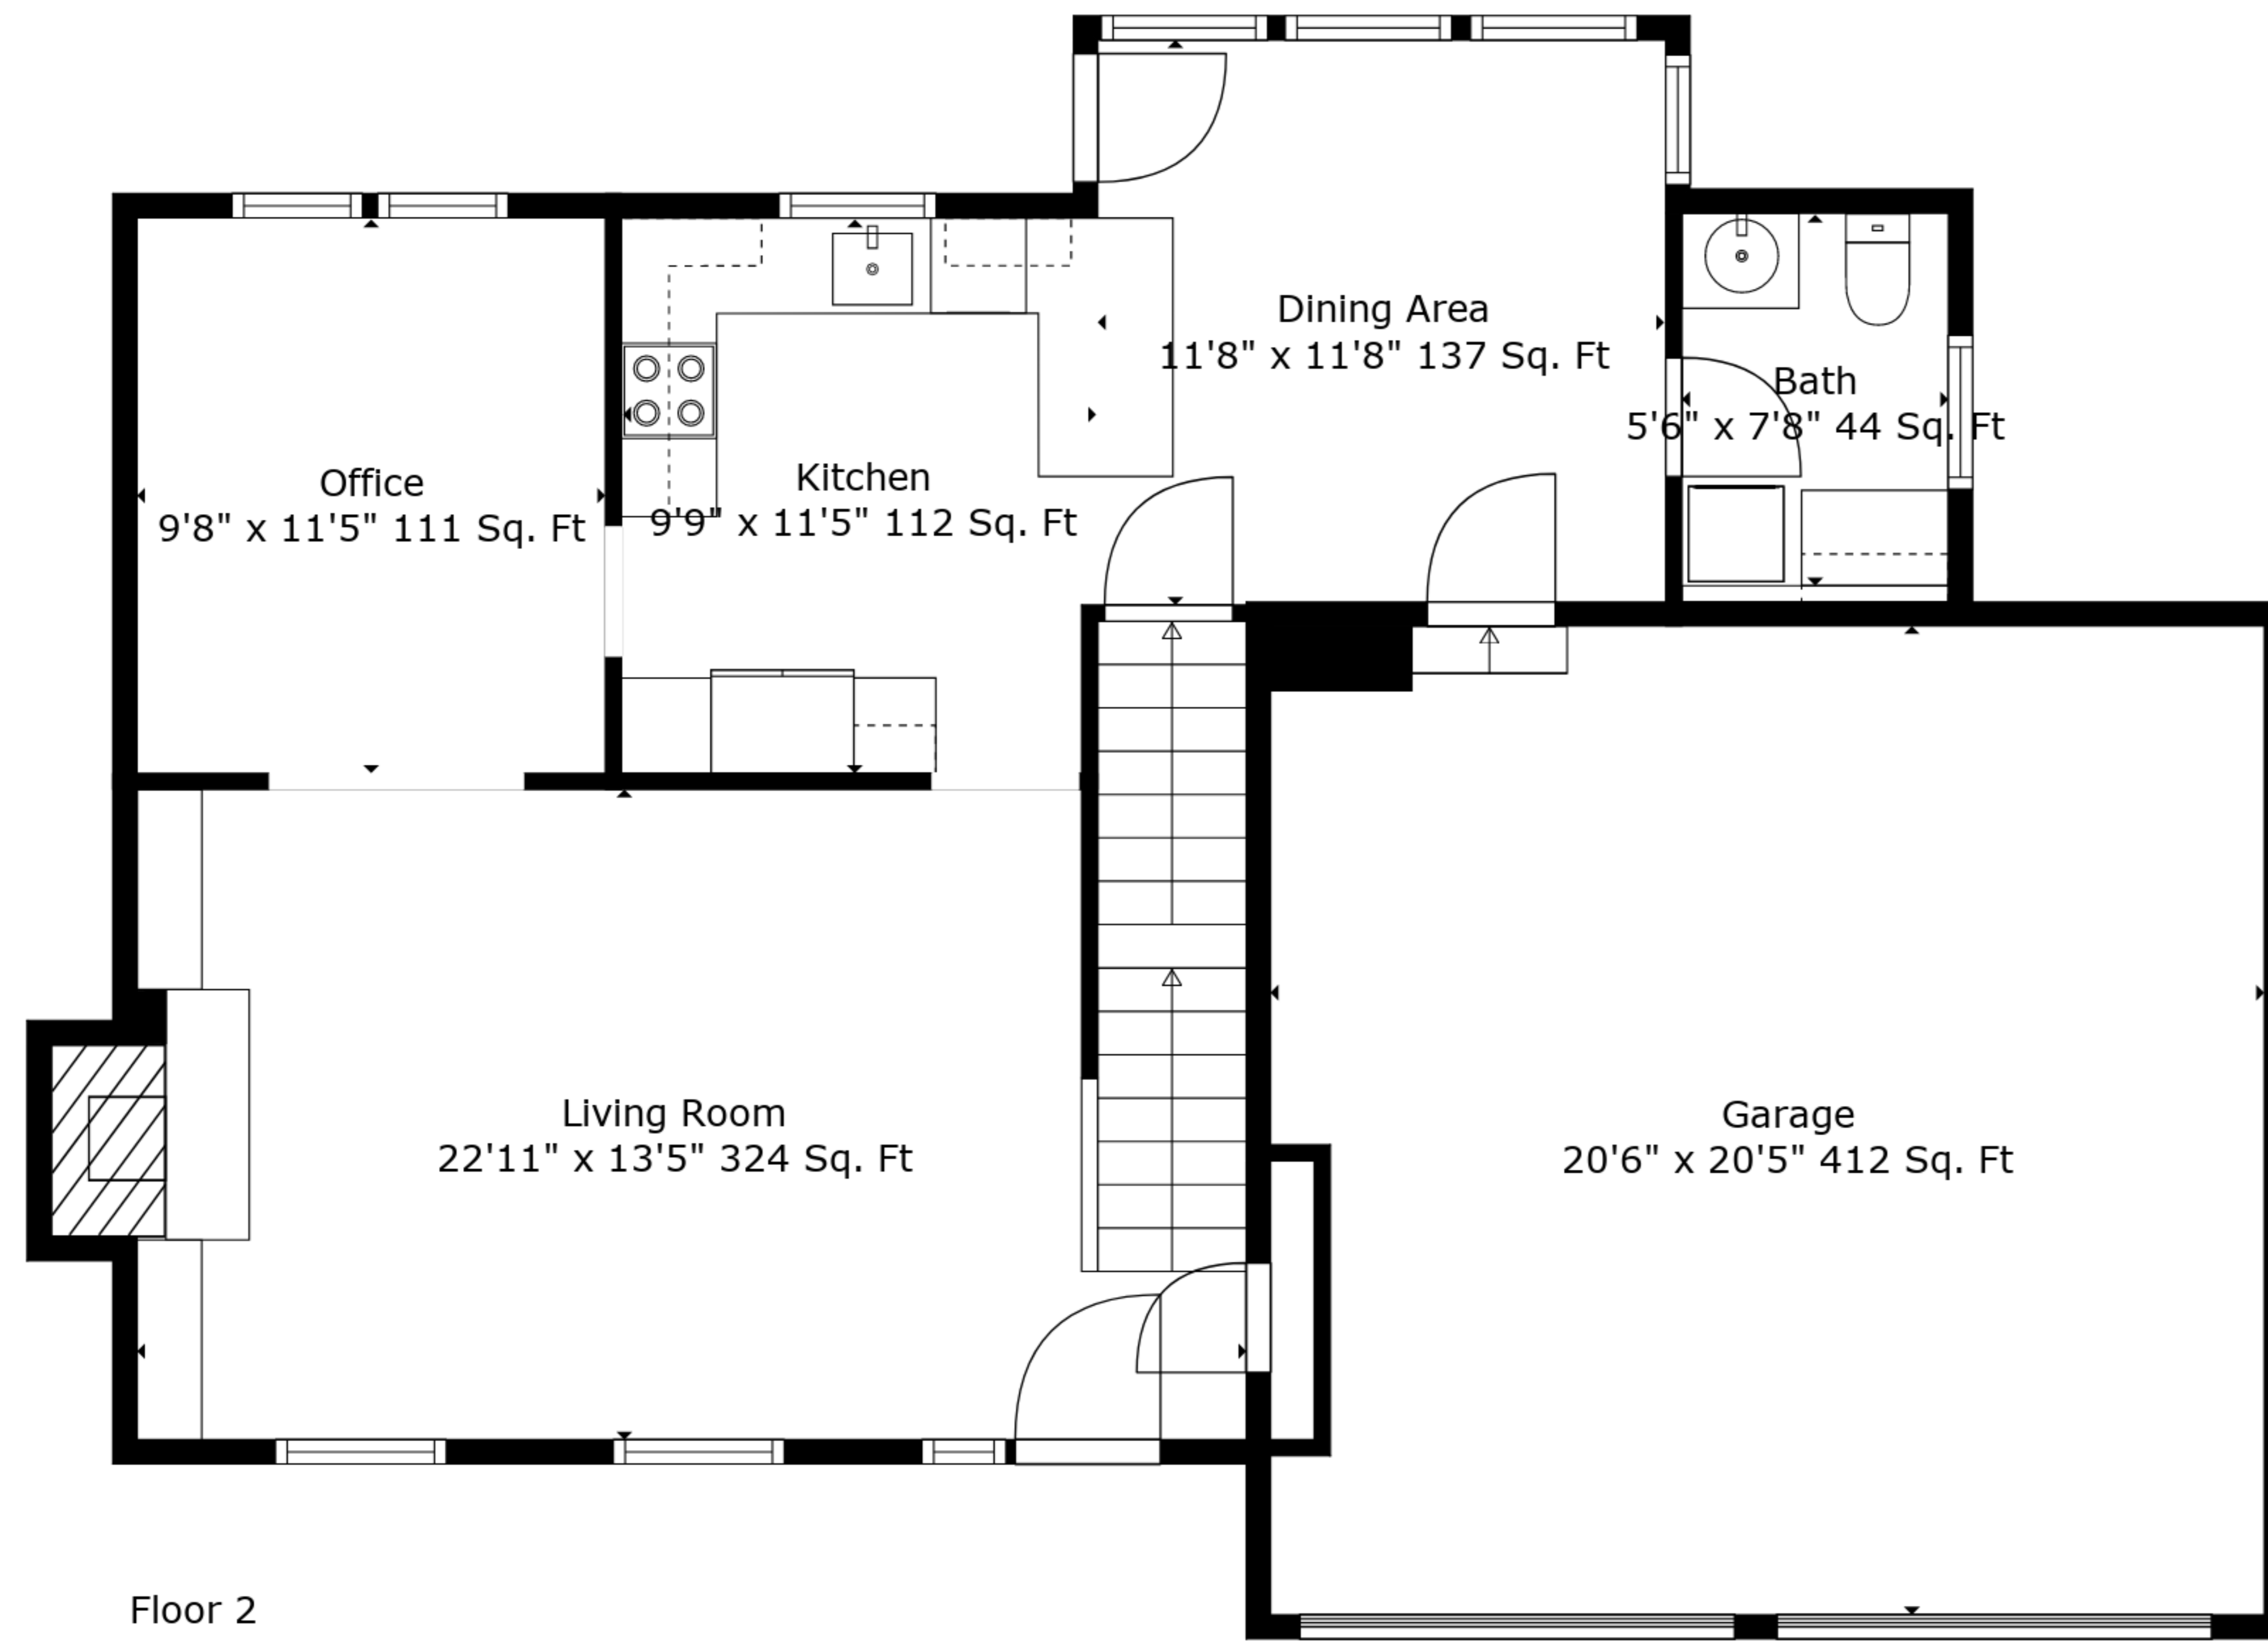 Dining Area
11'8" x 11'8" 137 Sq. Ft
Bath
5'6" x 7'8" 44 Sq. Ft
Office
9'8" x 11'5" 111 Sq. Ft
Kitchen
9'9" x 11'5" 112 Sq. Ft
Living Room
22'11" x 13'5" 324 Sq. Ft
Garage
20'6" x 20'5" 412 Sq. Ft
Floor 2